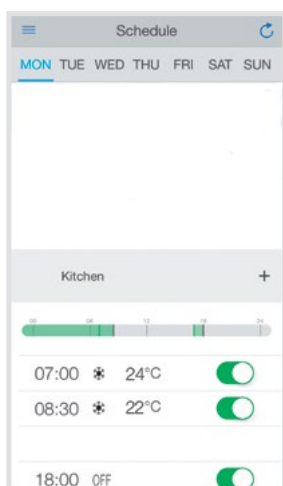 Schedule
MON TUE WED THU FRI SAT SUN
Kitchen +
00 06 12 18 24
07:00 24°C
08:30 22°C
18:00 OFF